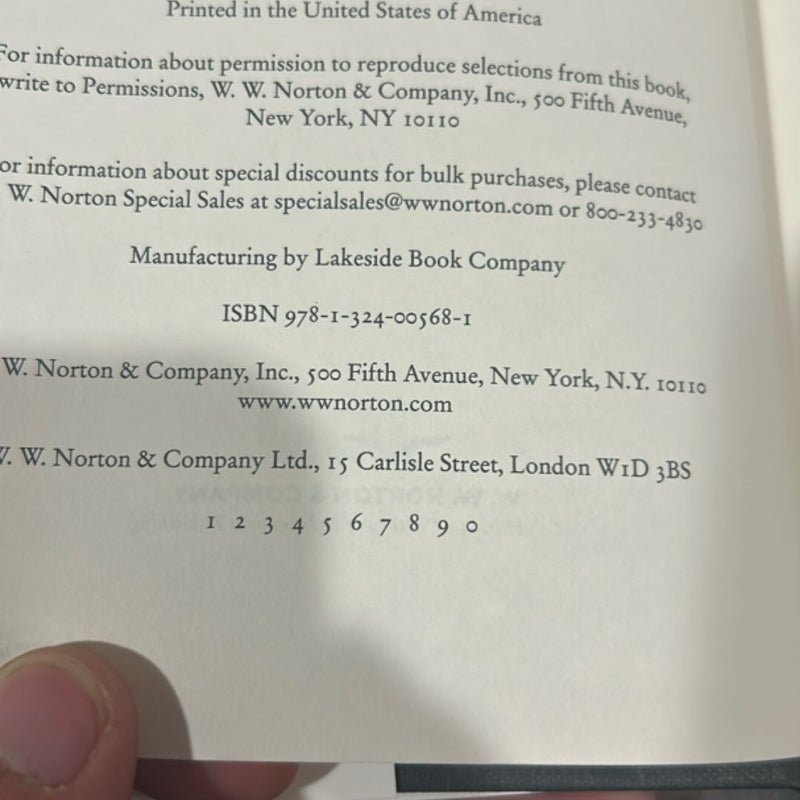 Printed in the United States of America
For information about permission to reproduce selections from this book,
write to Permissions, W. W. Norton & Company, Inc., 500 Fifth Avenue,
New York, NY 10110
or information about special discounts for bulk purchases, please contact
W. Norton Special Sales at specialsales@wwnorton.com or 800-233-4830
Manufacturing by Lakeside Book Company
ISBN 978-1-324-00568-1
W. Norton & Company, Inc., 500 Fifth Avenue, New York, N.Y. 10110
www.wwnorton.com
W. W. Norton & Company Ltd., 15 Carlisle Street, London W1D 3BS
1 2 3 4 5 6 7 8 9 0